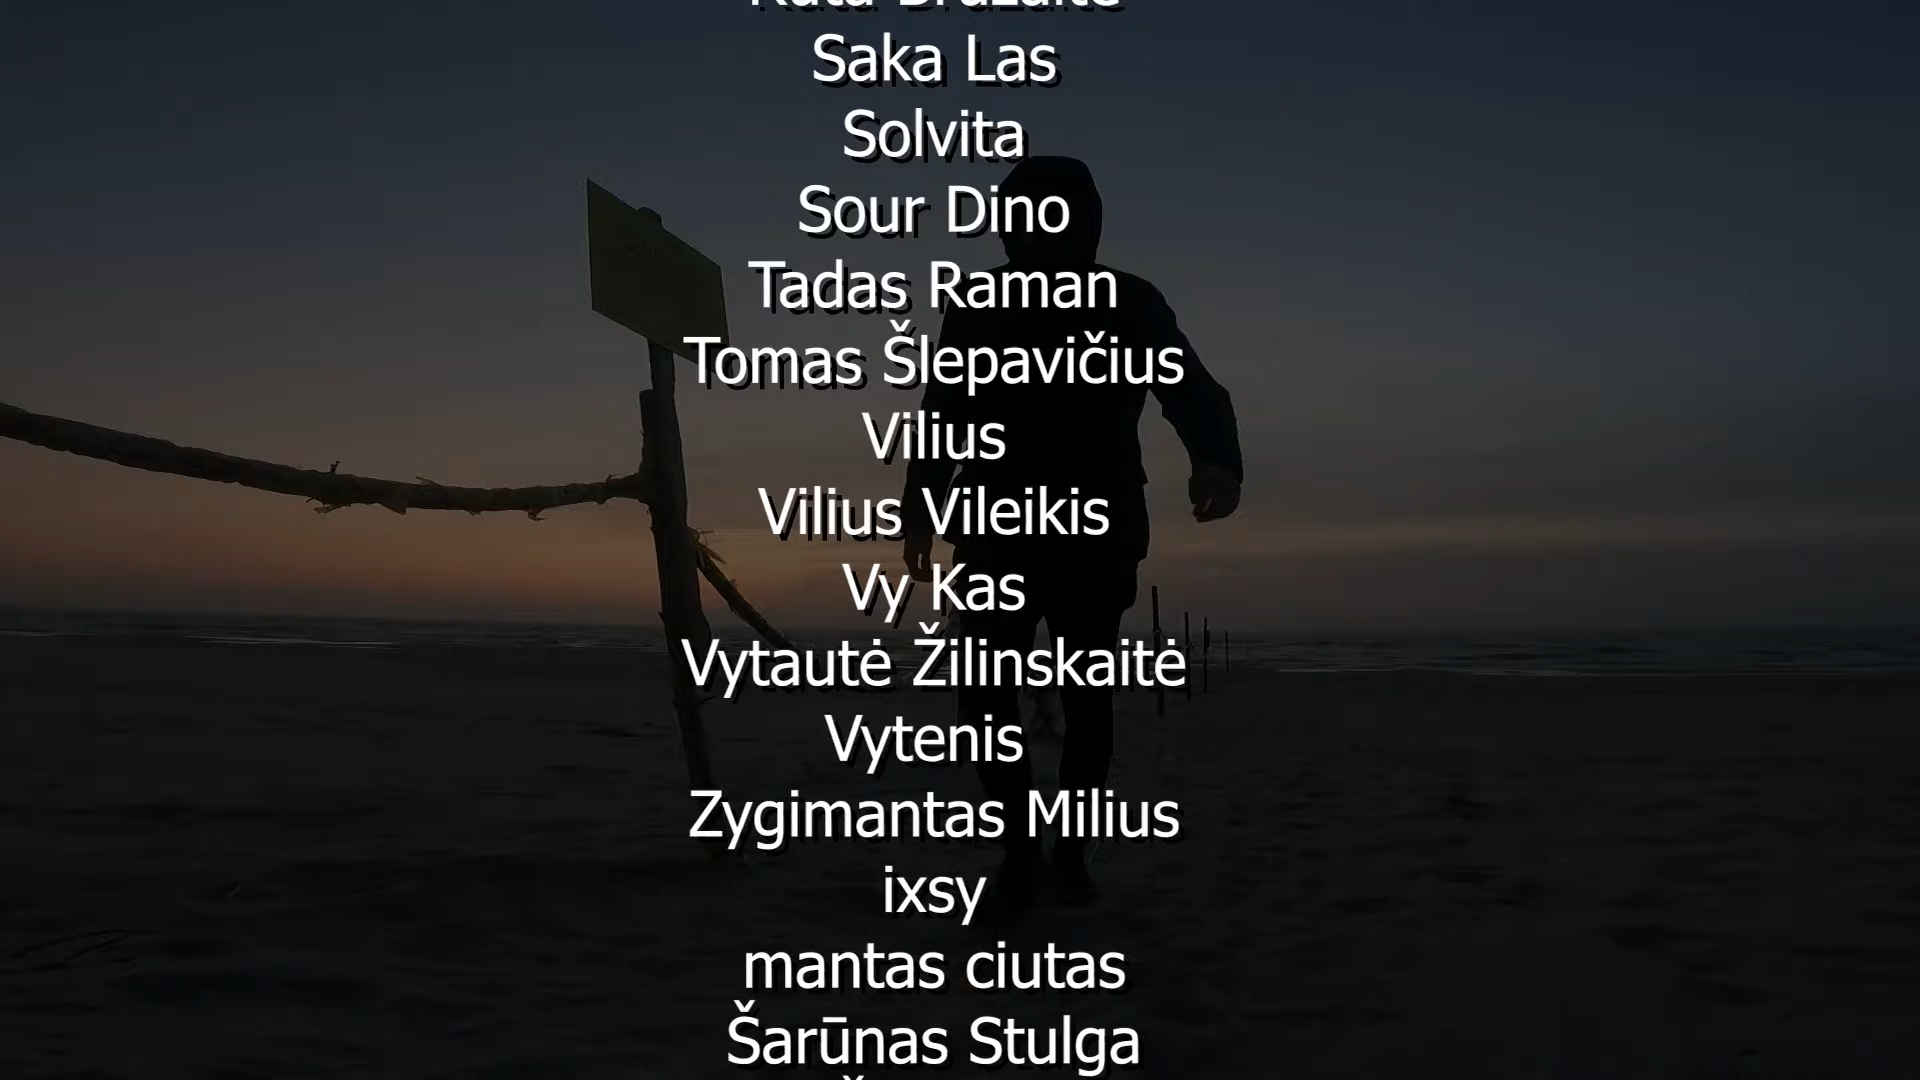 Saka Las
Solvita
Sour Dino
Tadas Raman
Tomas Šlepavičius
Vilius
Vilius Vileikis
Vy Kas
Vytautė Žilinskaitė
Vytenis
Zygimantas Milius
ixsy
mantas ciutas
Šarūnas Stulga